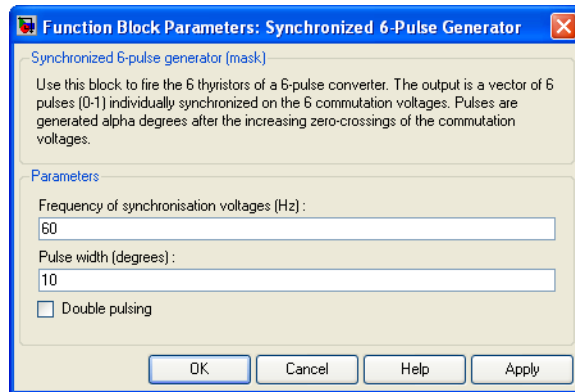 Function Block Parameters: Synchronized 6-Pulse Generator
Synchronized 6-pulse generator (mask)
Use this block to fire the 6 thyristors of a 6-pulse converter. The output is a vector of 6
pulses (0-1) individually synchronized on the 6 commutation voltages. Pulses are
generated alpha degrees after the increasing zero-crossings of the commutation
voltages.
Parameters
Frequency of synchronisation voltages (Hz) :
60
Pulse width (degrees) :
10
Double pulsing
OK Cancel Help Apply